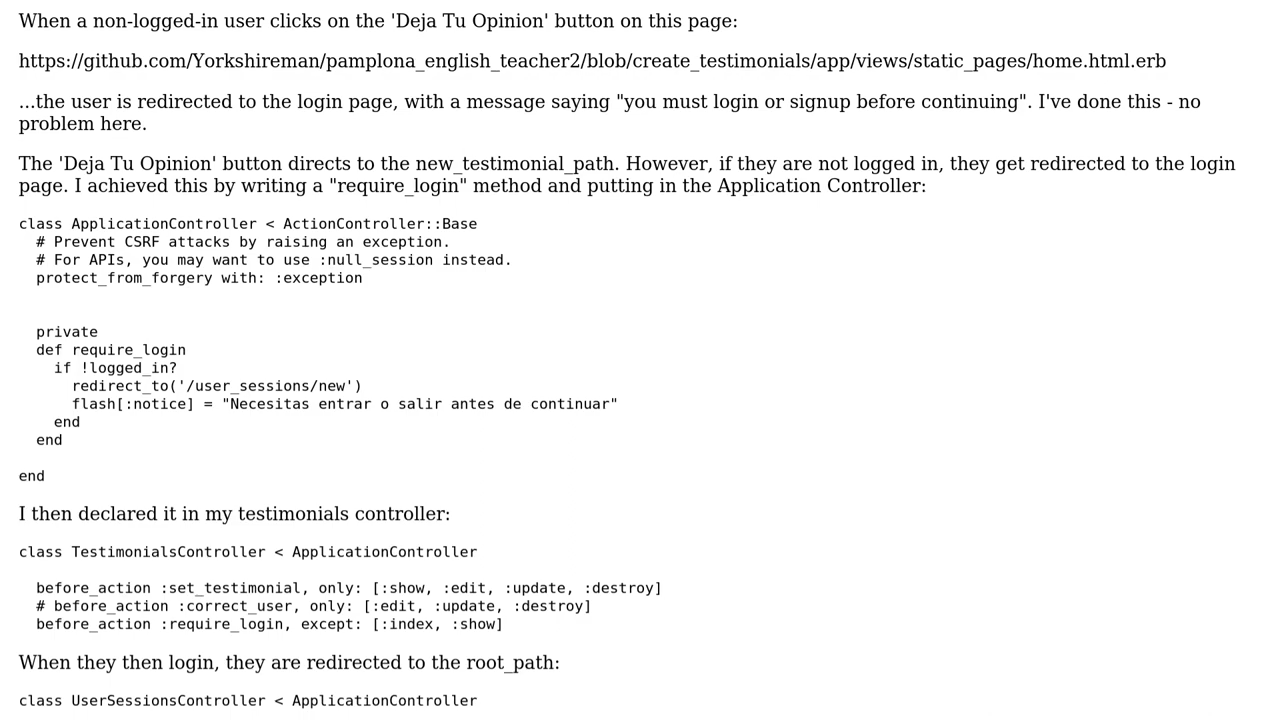 When a non-logged-in user clicks on the 'Deja Tu Opinion' button on this page:
https://github.com/Yorkshireman/pamplona_english_teacher2/blob/create_testimonials/app/views/static_pages/home.html.erb
...the user is redirected to the login page, with a message saying "you must login or signup before continuing". I've done this - no
problem here.
The 'Deja Tu Opinion' button directs to the new_testimonial_path. However, if they are not logged in, they get redirected to the login
page. I achieved this by writing a "require_login" method and putting in the Application Controller:
class ApplicationController < ActionController::Base
  # Prevent CSRF attacks by raising an exception.
  # For APIs, you may want to use :null_session instead.
  protect_from_forgery with: :exception
  private
  def require_login
    if !logged_in?
      redirect_to('/user_sessions/new')
      flash[:notice] = "Necesitas entrar o salir antes de continuar"
    end
  end
end
I then declared it in my testimonials controller:
class TestimonialsController < ApplicationController
  before_action :set_testimonial, only: [:show, :edit, :update, :destroy]
  # before_action :correct_user, only: [:edit, :update, :destroy]
  before_action :require_login, except: [:index, :show]
When they then login, they are redirected to the root_path:
class UserSessionsController < ApplicationController